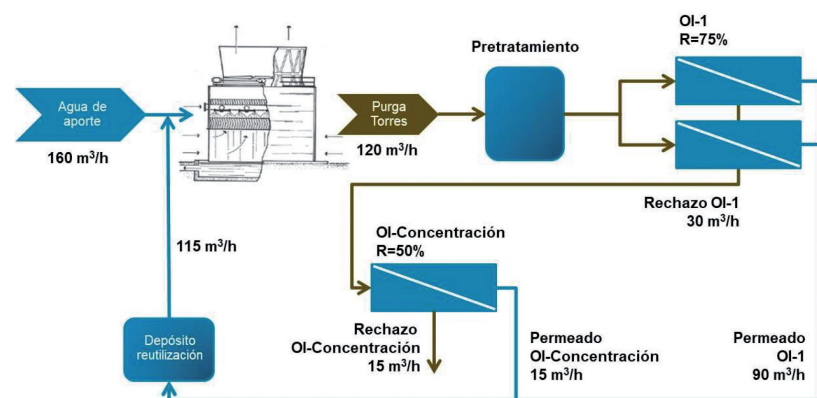 Agua de
aporte
160 m³/h
Purga
Torres
120 m³/h
Pretratamiento
OI-1
R=75%
Rechazo OI-1
30 m³/h
115 m³/h
OI-Concentración
R=50%
Depósito
reutilización
Rechazo
OI-Concentración
15 m³/h
Permeado
OI-Concentración
15 m³/h
Permeado
OI-1
90 m³/h